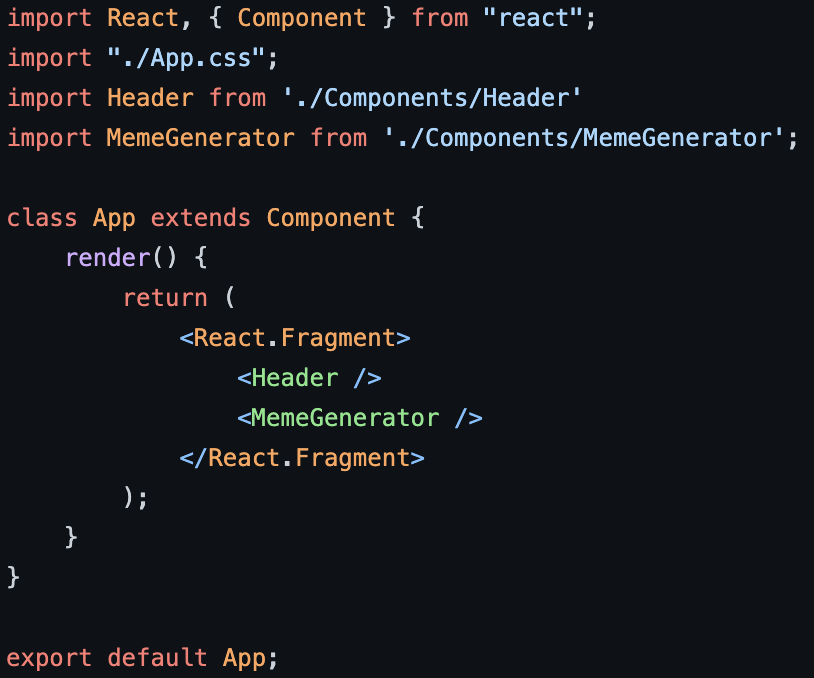 import React, { Component } from "react";
import "./App.css";
import Header from './Components/Header'
import MemeGenerator from './Components/MemeGenerator';

class App extends Component {
    render() {
        return (
            <React.Fragment>
                <Header />
                <MemeGenerator />
            </React.Fragment>
        );
    }
}

export default App;